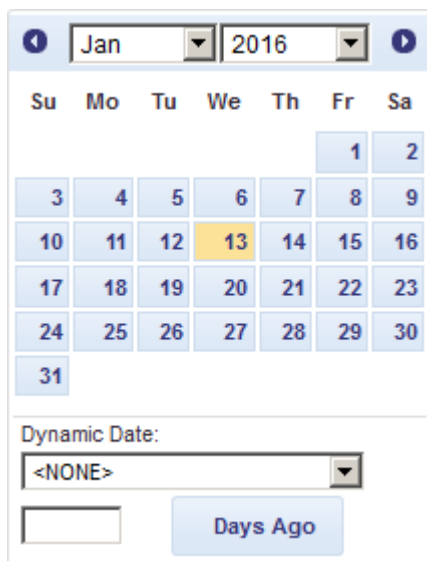 Jan 2016
Su Mo Tu We Th Fr Sa
1 2
3 4 5 6 7 8 9
10 11 12 13 14 15 16
17 18 19 20 21 22 23
24 25 26 27 28 29 30
31
Dynamic Date:
<NONE>
Days Ago